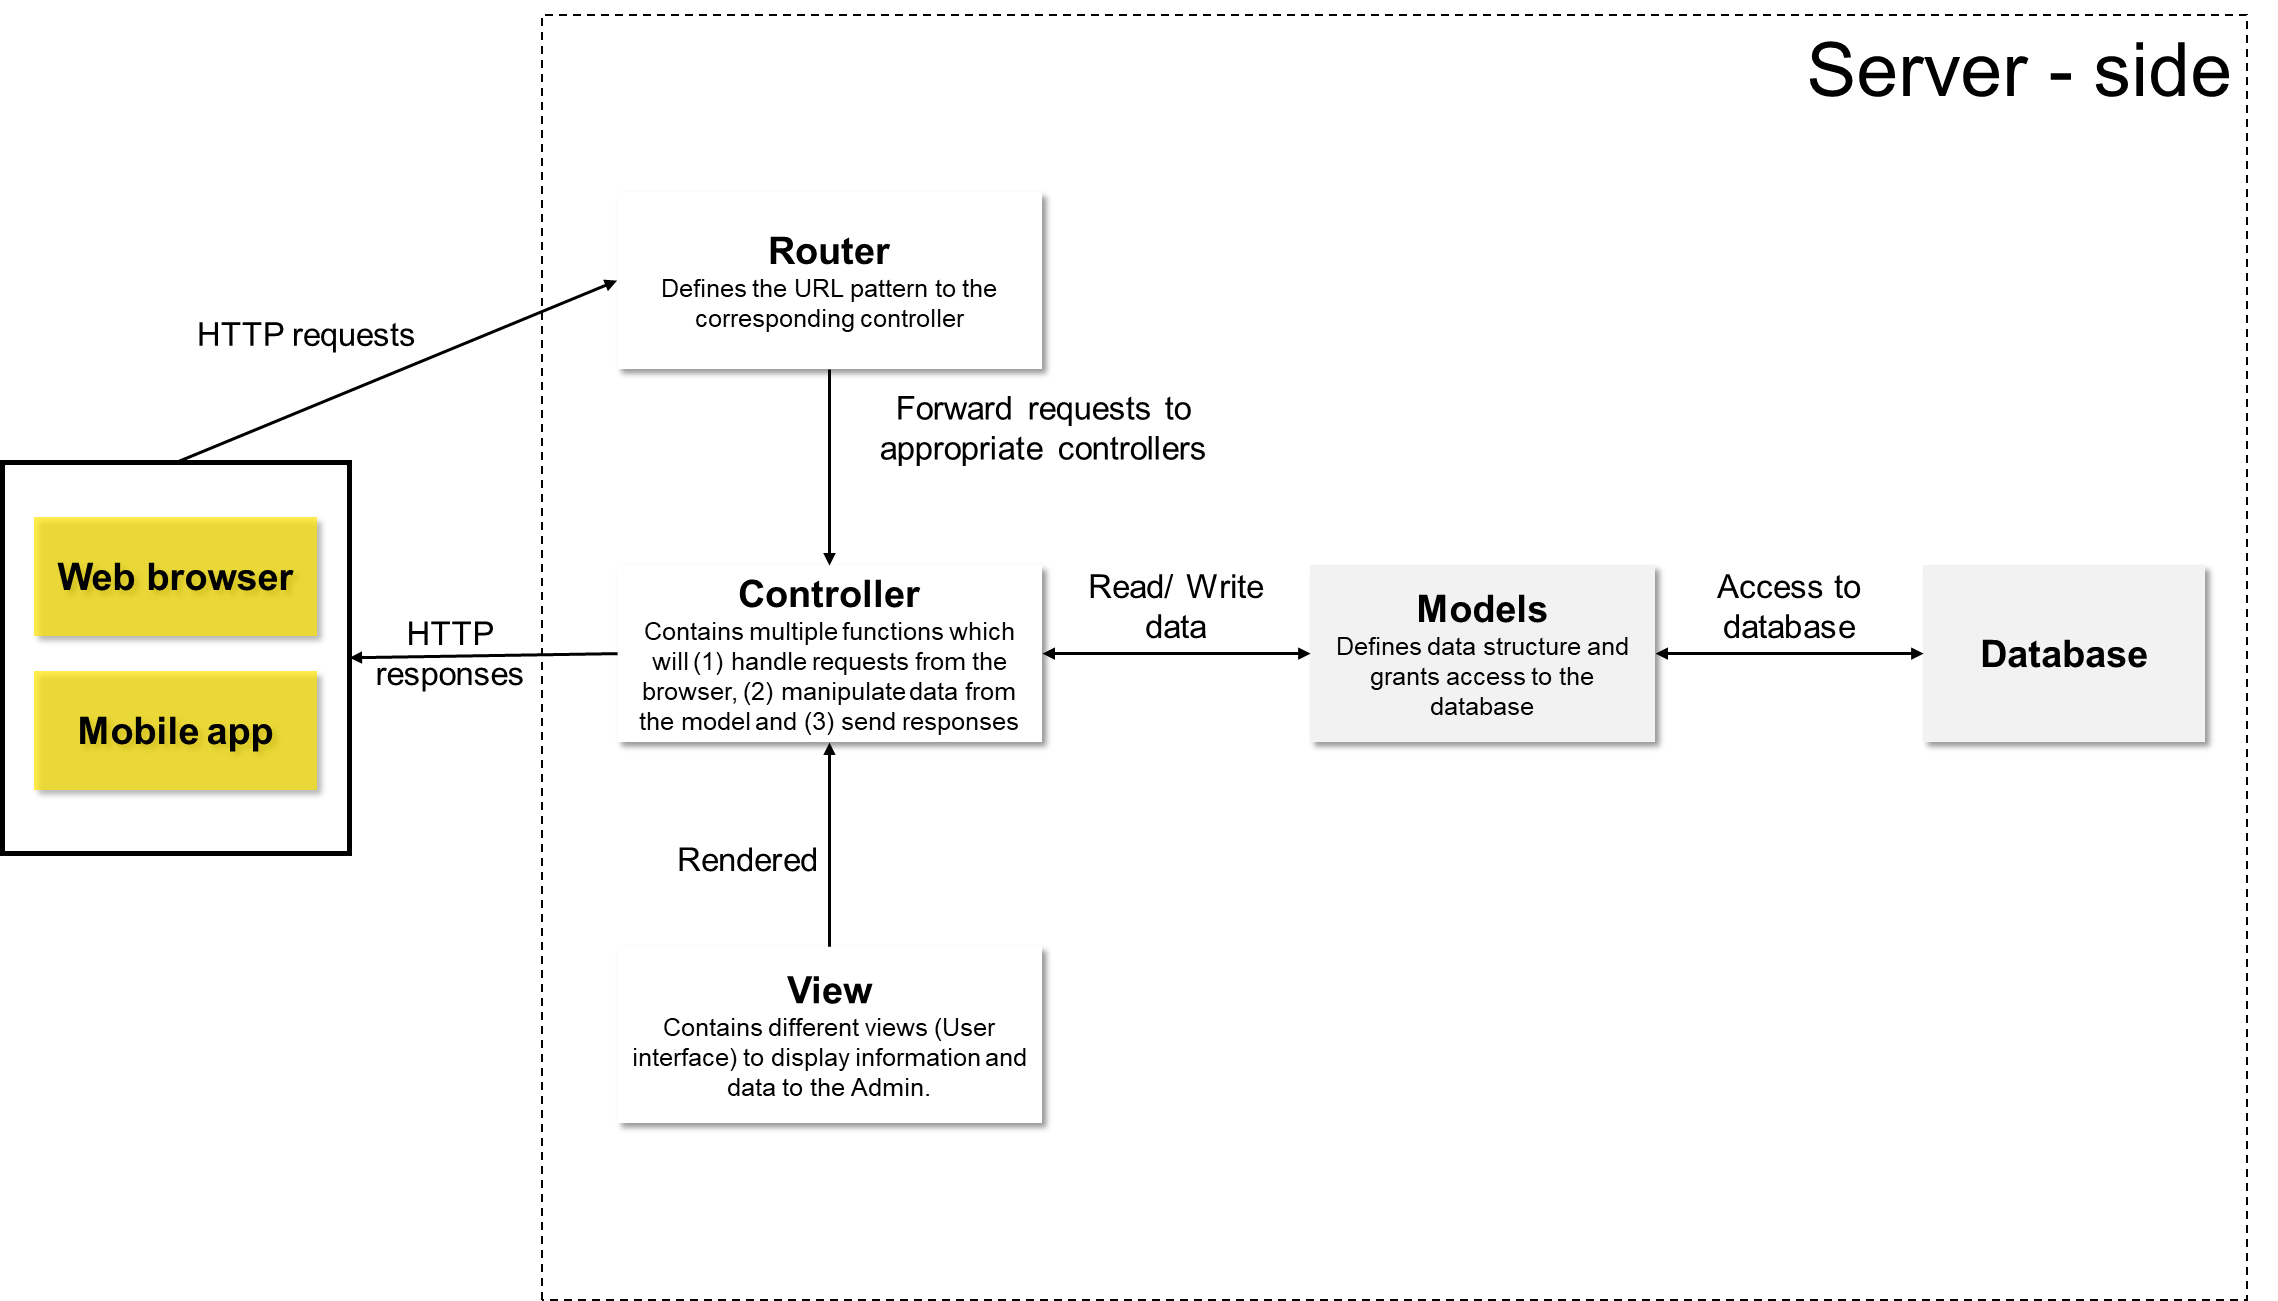 Server - side
Router
Defines the URL pattern to the
corresponding controller
HTTP requests
Forward requests to
appropriate controllers
Web browser
Mobile app
HTTP
responses
Controller
Contains multiple functions which
will (1) handle requests from the
browser, (2) manipulate data from
the model and (3) send responses
Read/ Write
data
Models
Defines data structure and
grants access to the
database
Access to
database
Database
Rendered
View
Contains different views (User
interface) to display information and
data to the Admin.